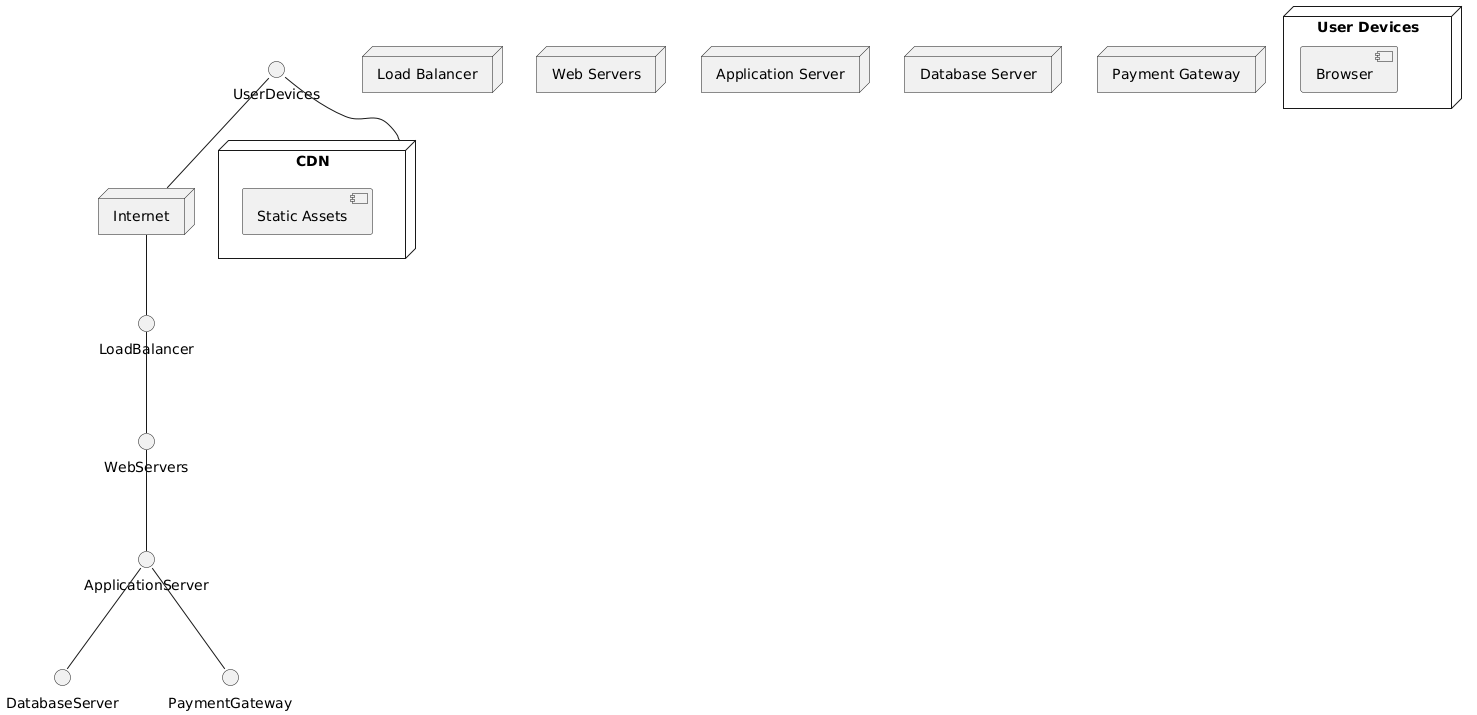 User Devices
Load Balancer
Web Servers
Application Server
Database Server
Payment Gateway
Browser
UserDevices
CDN
Internet
Static Assets
LoadBalancer
WebServers
ApplicationServer
DatabaseServer
PaymentGateway